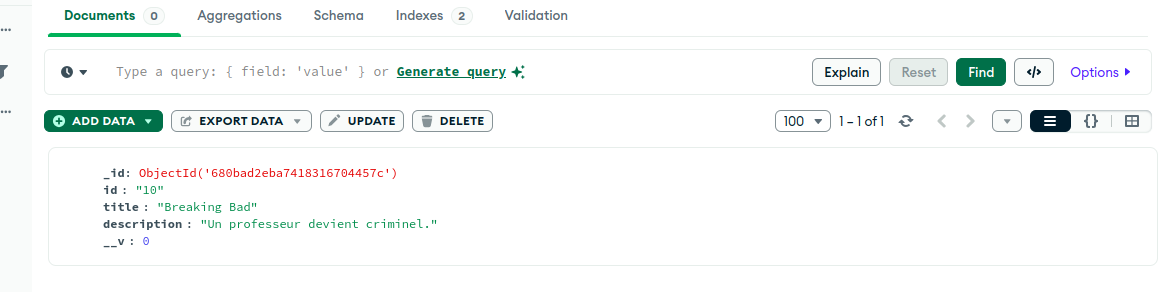 Documents 0 Aggregations Schema Indexes 2 Validation
Type a query: { field: 'value' } or Generate query Explain Reset Find </> Options
ADD DATA EXPORT DATA UPDATE DELETE 100 1 – 1 of 1 {}
_id: ObjectId('680bad2eba7418316704457c')
id : "10"
title : "Breaking Bad"
description : "Un professeur devient criminel."
__v : 0